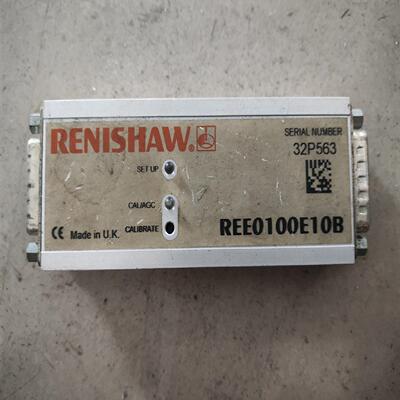 RENISHAW.
SERIAL NUMBER
32P563
SET UP
CAL/AGC
CE Made in U.K.
CALIBRATE
REE0100E10B